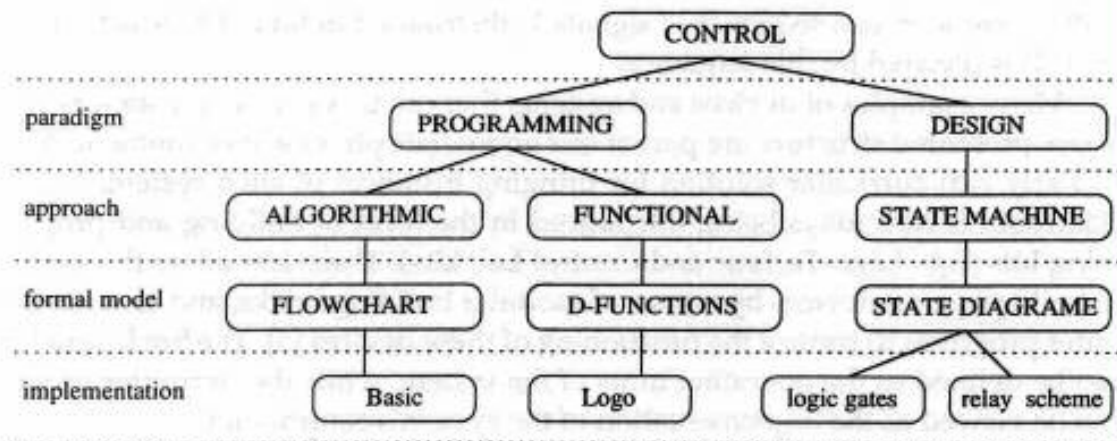 CONTROL
paradigm PROGRAMMING DESIGN
approach ALGORITHMIC FUNCTIONAL STATE MACHINE
formal model FLOWCHART D-FUNCTIONS STATE DIAGRAME
implementation Basic Logo logic gates relay scheme